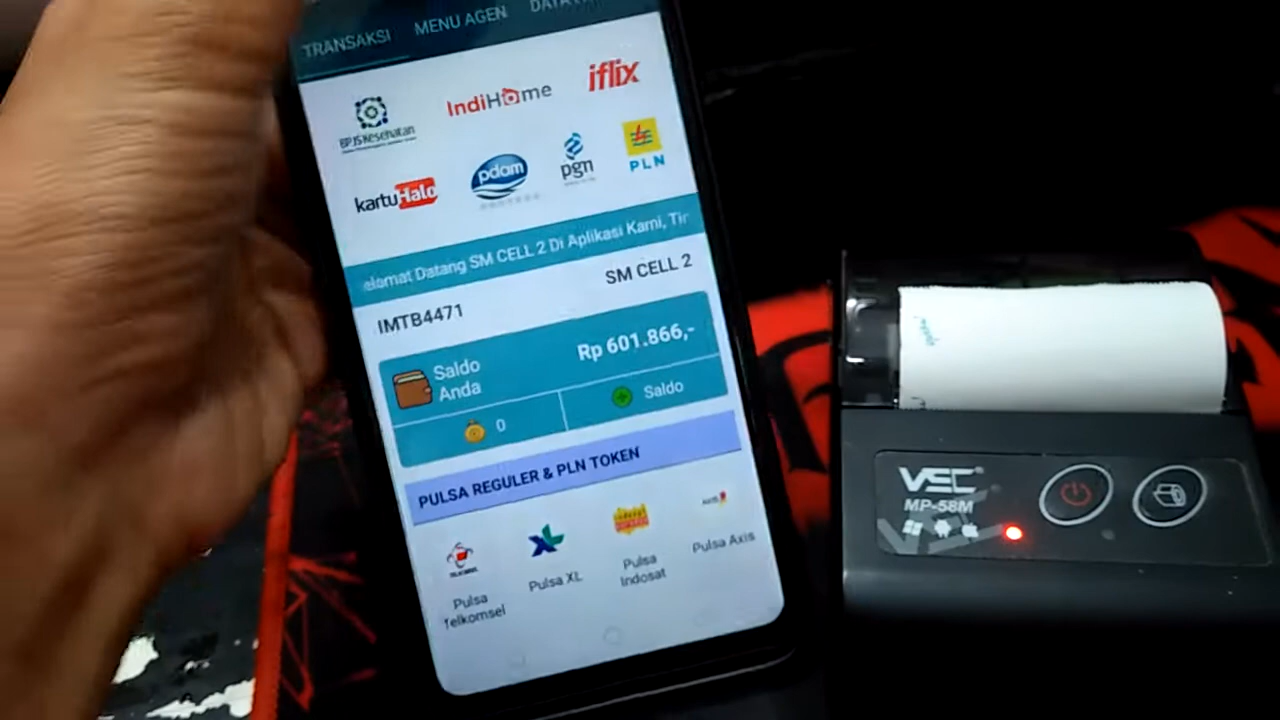 TRANSAKSI
MENU AGEN
BPJS Kesehatan
IndiHome
iflix
kartuHalo
pdam
pgn
PLN
elamat Datang SM CELL 2 Di Aplikasi Kami, Tir
IMTB4471
SM CELL 2
Saldo
Anda
Rp 601.866,-
0
Saldo
PULSA REGULER & PLN TOKEN
Pulsa
Telkomsel
Pulsa XL
Pulsa
Indosat
Pulsa Axis
VSC
MP-58M